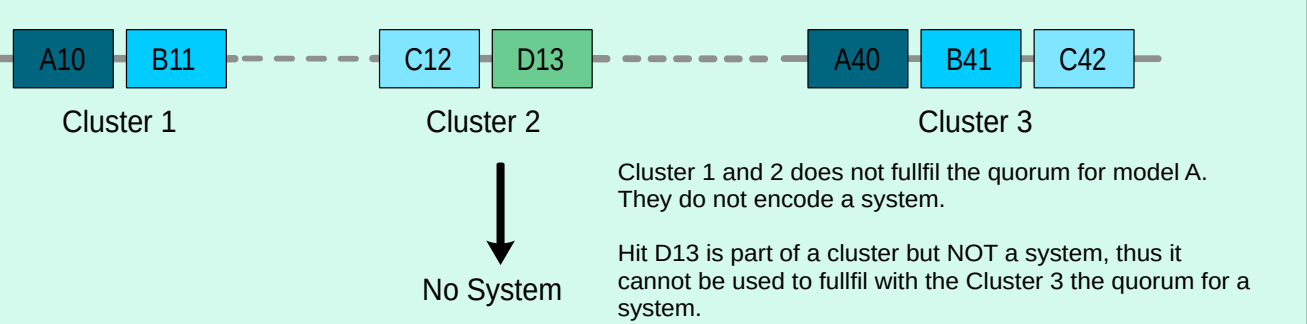 A10 B11 C12 D13 A40 B41 C42
Cluster 1 Cluster 2 Cluster 3
Cluster 1 and 2 does not fullfil the quorum for model A.
They do not encode a system.
Hit D13 is part of a cluster but NOT a system, thus it
cannot be used to fullfil with the Cluster 3 the quorum for a
system.
No System